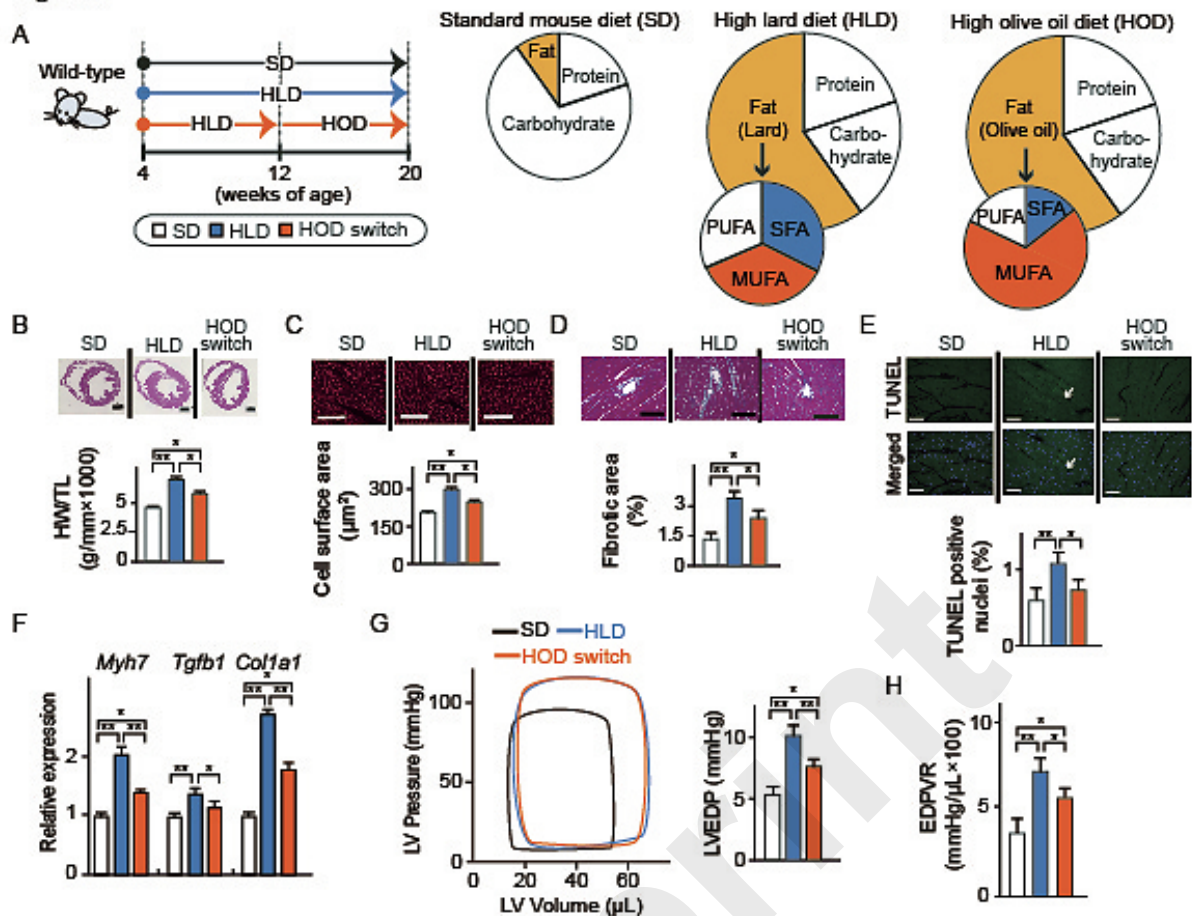 A
Wild-type
SD
HLD
HLD
HOD
4
12
20
(weeks of age)
SD
HLD
HOD switch
Standard mouse diet (SD)
Fat
Protein
Carbohydrate
High lard diet (HLD)
Fat
(Lard)
Protein
Carbo-
hydrate
PUFA
SFA
MUFA
High olive oil diet (HOD)
Fat
(Olive oil)
Protein
Carbo-
hydrate
PUFA
SFA
MUFA
B
SD
HLD
HOD
switch
HW/TL
(g/mm×1000)
5
2.5
0
*
**
*
C
SD
HLD
HOD
switch
Cell surface area
(µm²)
300
150
0
*
**
*
D
SD
HLD
HOD
switch
Fibrotic area
(%)
3
1.5
0
*
**
*
E
SD
HLD
HOD
switch
TUNEL
Merged
TUNEL positive
nuclei (%)
1
0
**
*
F
Myh7
Tgfb1
Col1a1
Relative expression
2
1
0
*
**
**
**
*
*
**
**
G
SD
HLD
HOD switch
LV Pressure (mmHg)
100
50
0
0
20
40
60
LV Volume (µL)
LVEDP (mmHg)
10
5
0
*
**
**
H
EDPVR
(mmHg/µL×100)
10
5
0
*
**
*
print